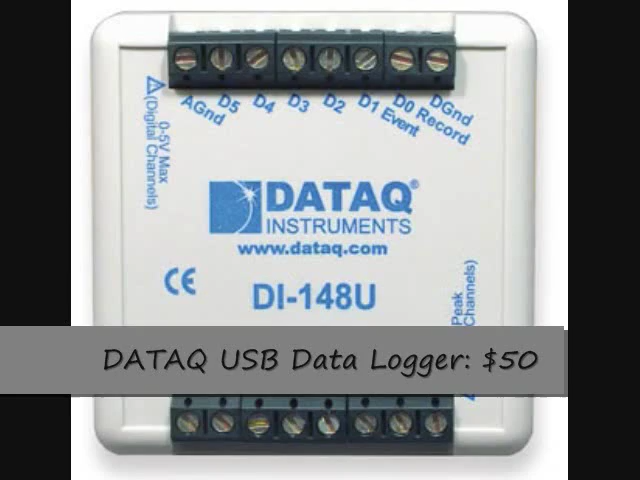 AGnd D5 D4 D3 D2 D1 Event D0 Record DGnd
0-5V Max
(Digital Channels)
DATAQ®
INSTRUMENTS
www.dataq.com
CE
DI-148U
Peak
Channels)
DATAQ USB Data Logger: $50